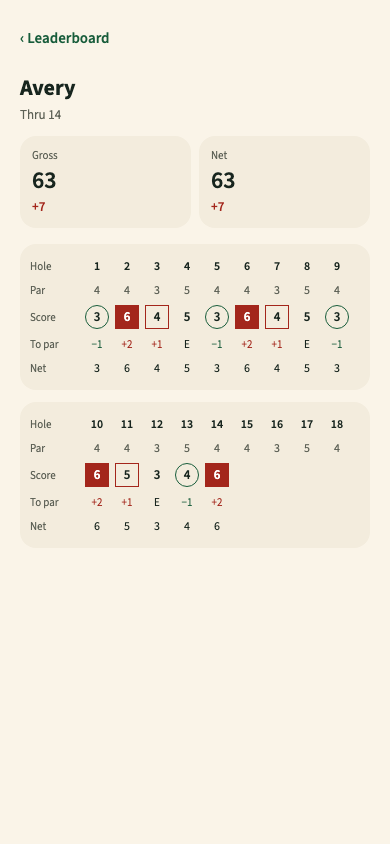 ‹ Leaderboard
Avery
Thru 14
Gross
63
+7
Net
63
+7
Hole 1 2 3 4 5 6 7 8 9
Par 4 4 3 5 4 4 3 5 4
Score 3 6 4 5 3 6 4 5 3
To par −1 +2 +1 E −1 +2 +1 E −1
Net 3 6 4 5 3 6 4 5 3
Hole 10 11 12 13 14 15 16 17 18
Par 4 4 3 5 4 4 3 5 4
Score 6 5 3 4 6
To par +2 +1 E −1 +2
Net 6 5 3 4 6